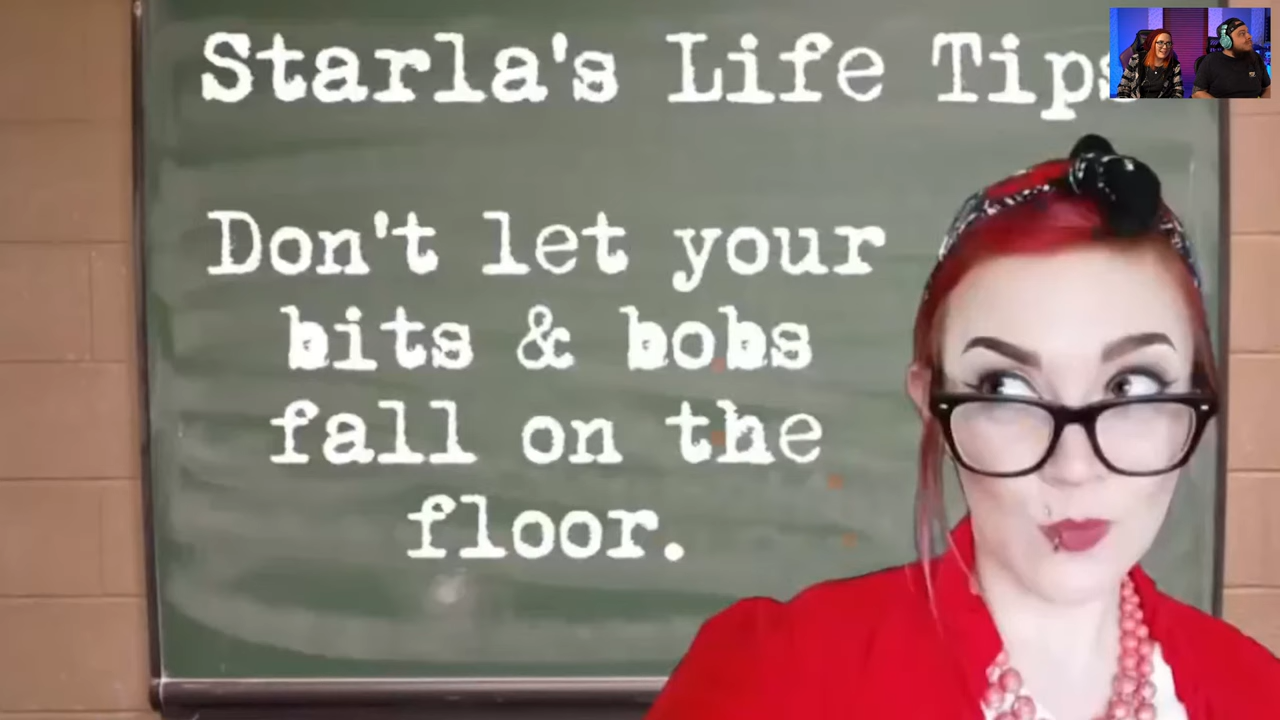 Starla's Life Tips
Don't let your
bits & bobs
fall on the
floor.